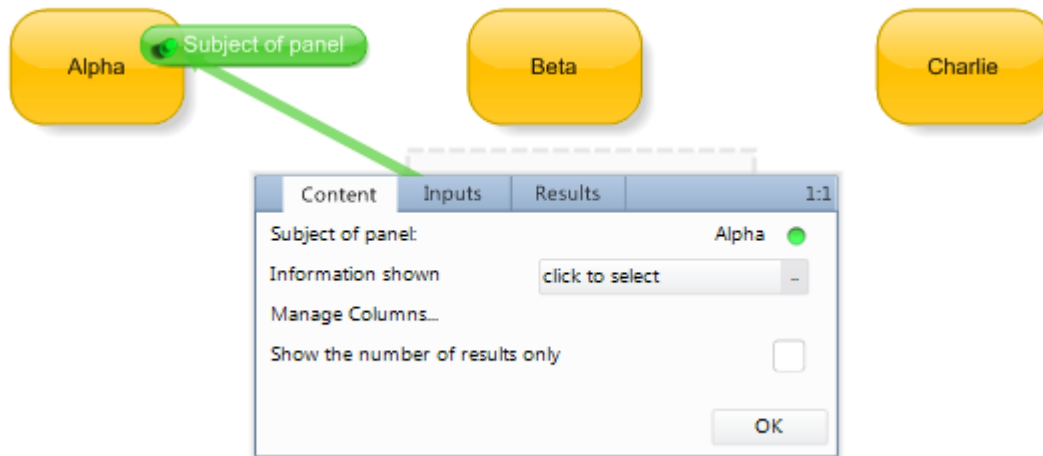 Alpha
Subject of panel
Beta
Charlie
Content Inputs Results 1:1
Subject of panel: Alpha
Information shown click to select ...
Manage Columns...
Show the number of results only
OK